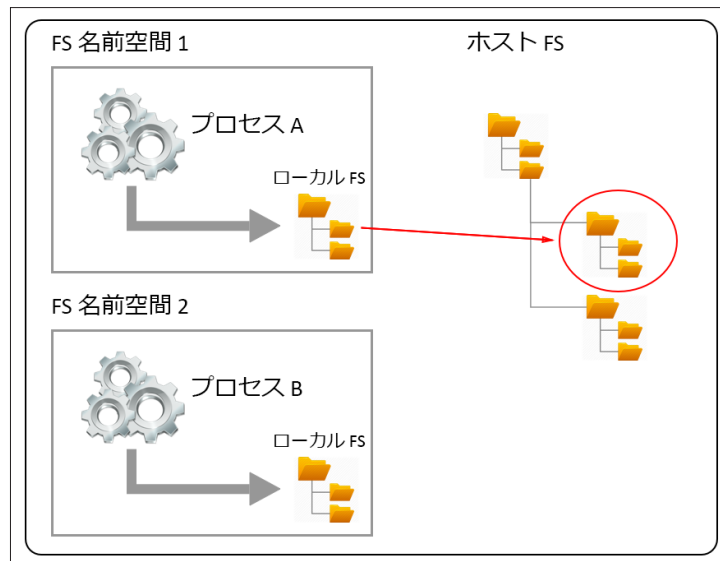 FS 名前空間 1
ホスト FS
プロセス A
ローカル FS
FS 名前空間 2
プロセス B
ローカル FS